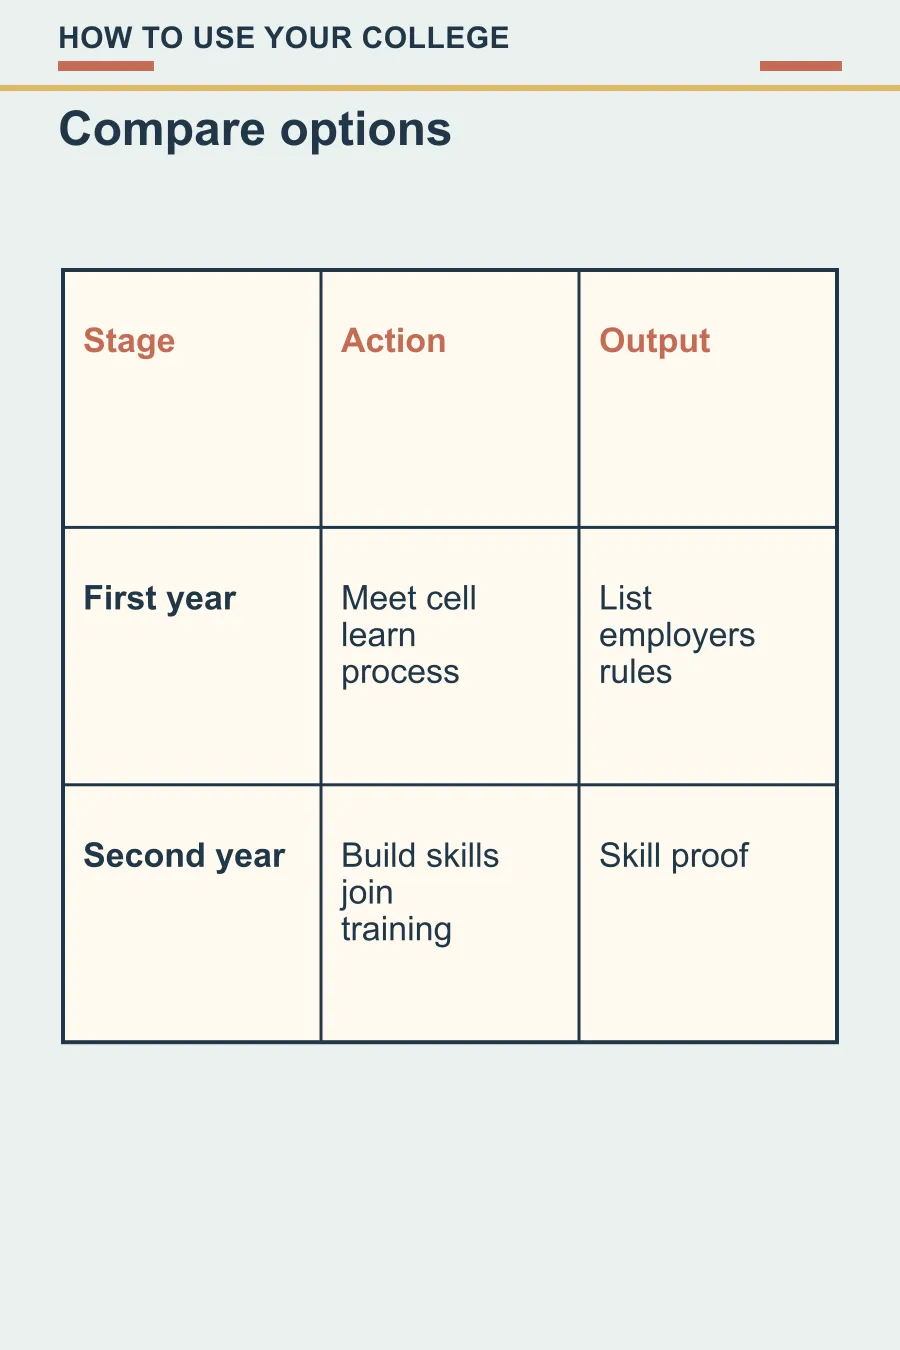 HOW TO USE YOUR COLLEGE
Compare options
Stage
Action
Output
First year
Meet cell
learn
process
List
employers
rules
Second year
Build skills
join
training
Skill proof